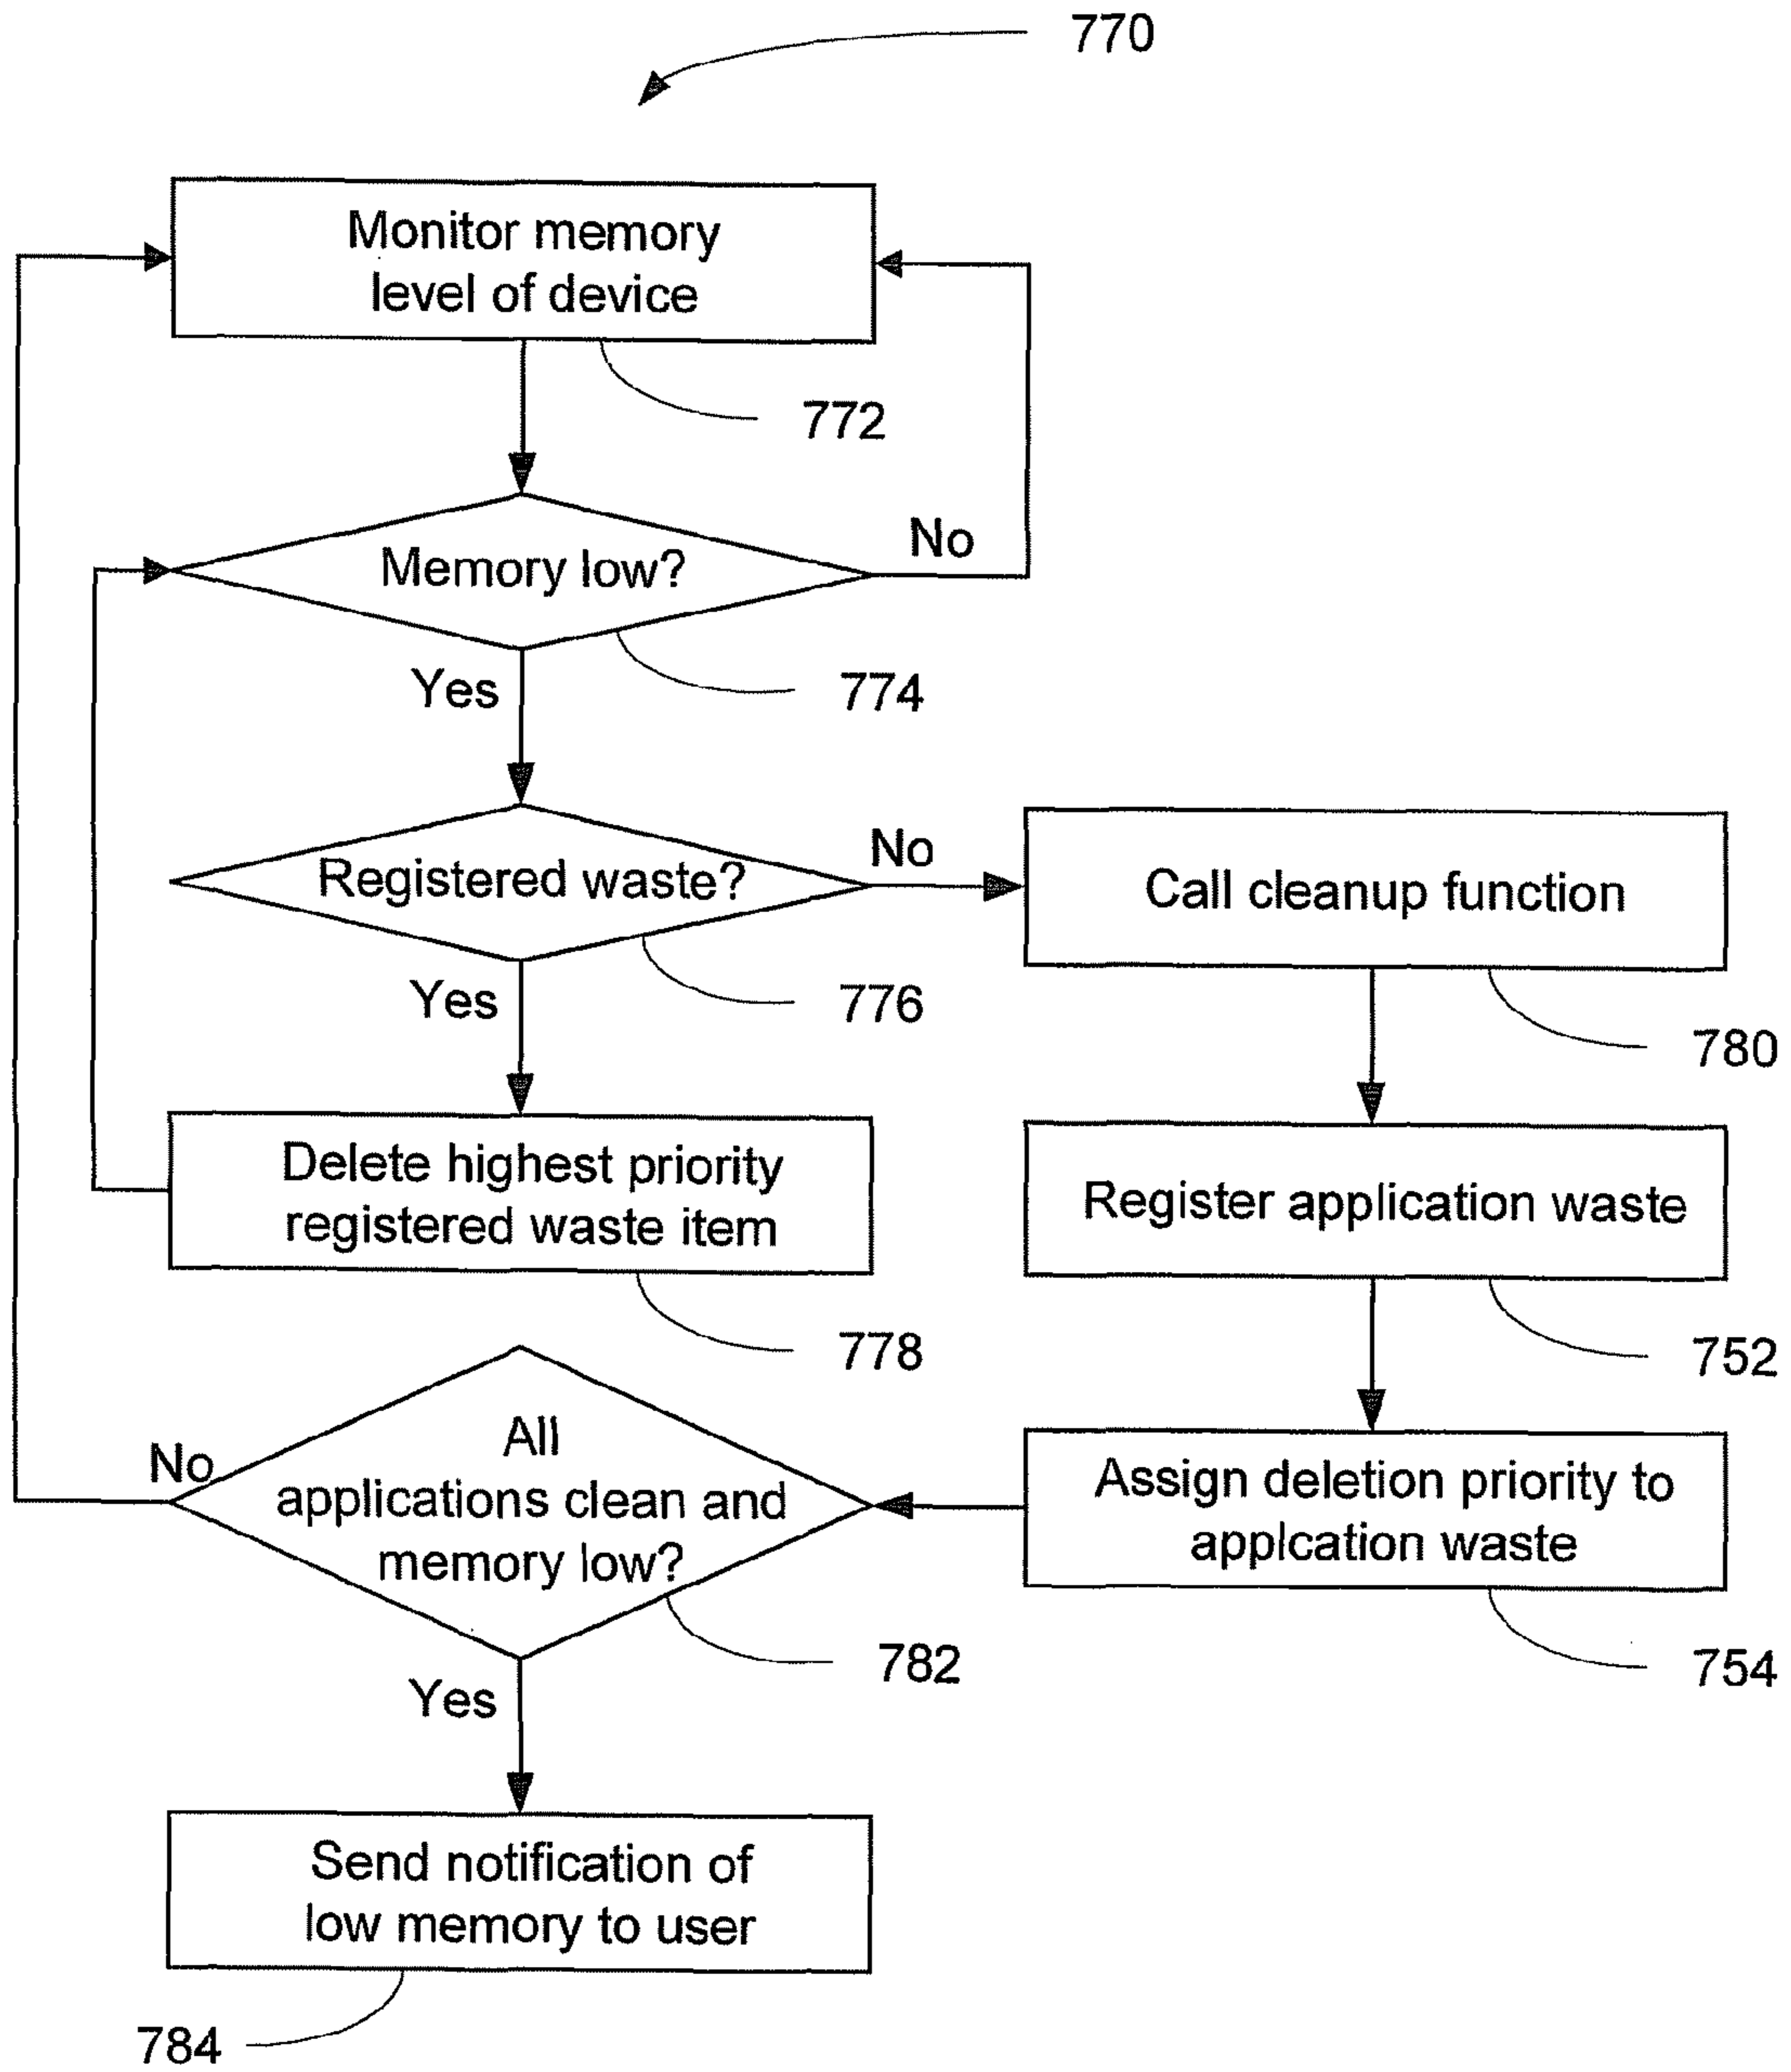 770
Monitor memory
level of device
772
Memory low?
No
Yes
774
Registered waste?
No
Yes
776
Call cleanup function
780
Delete highest priority
registered waste item
778
Register application waste
752
Assign deletion priority to
applcation waste
754
All
applications clean and
memory low?
No
Yes
782
Send notification of
low memory to user
784